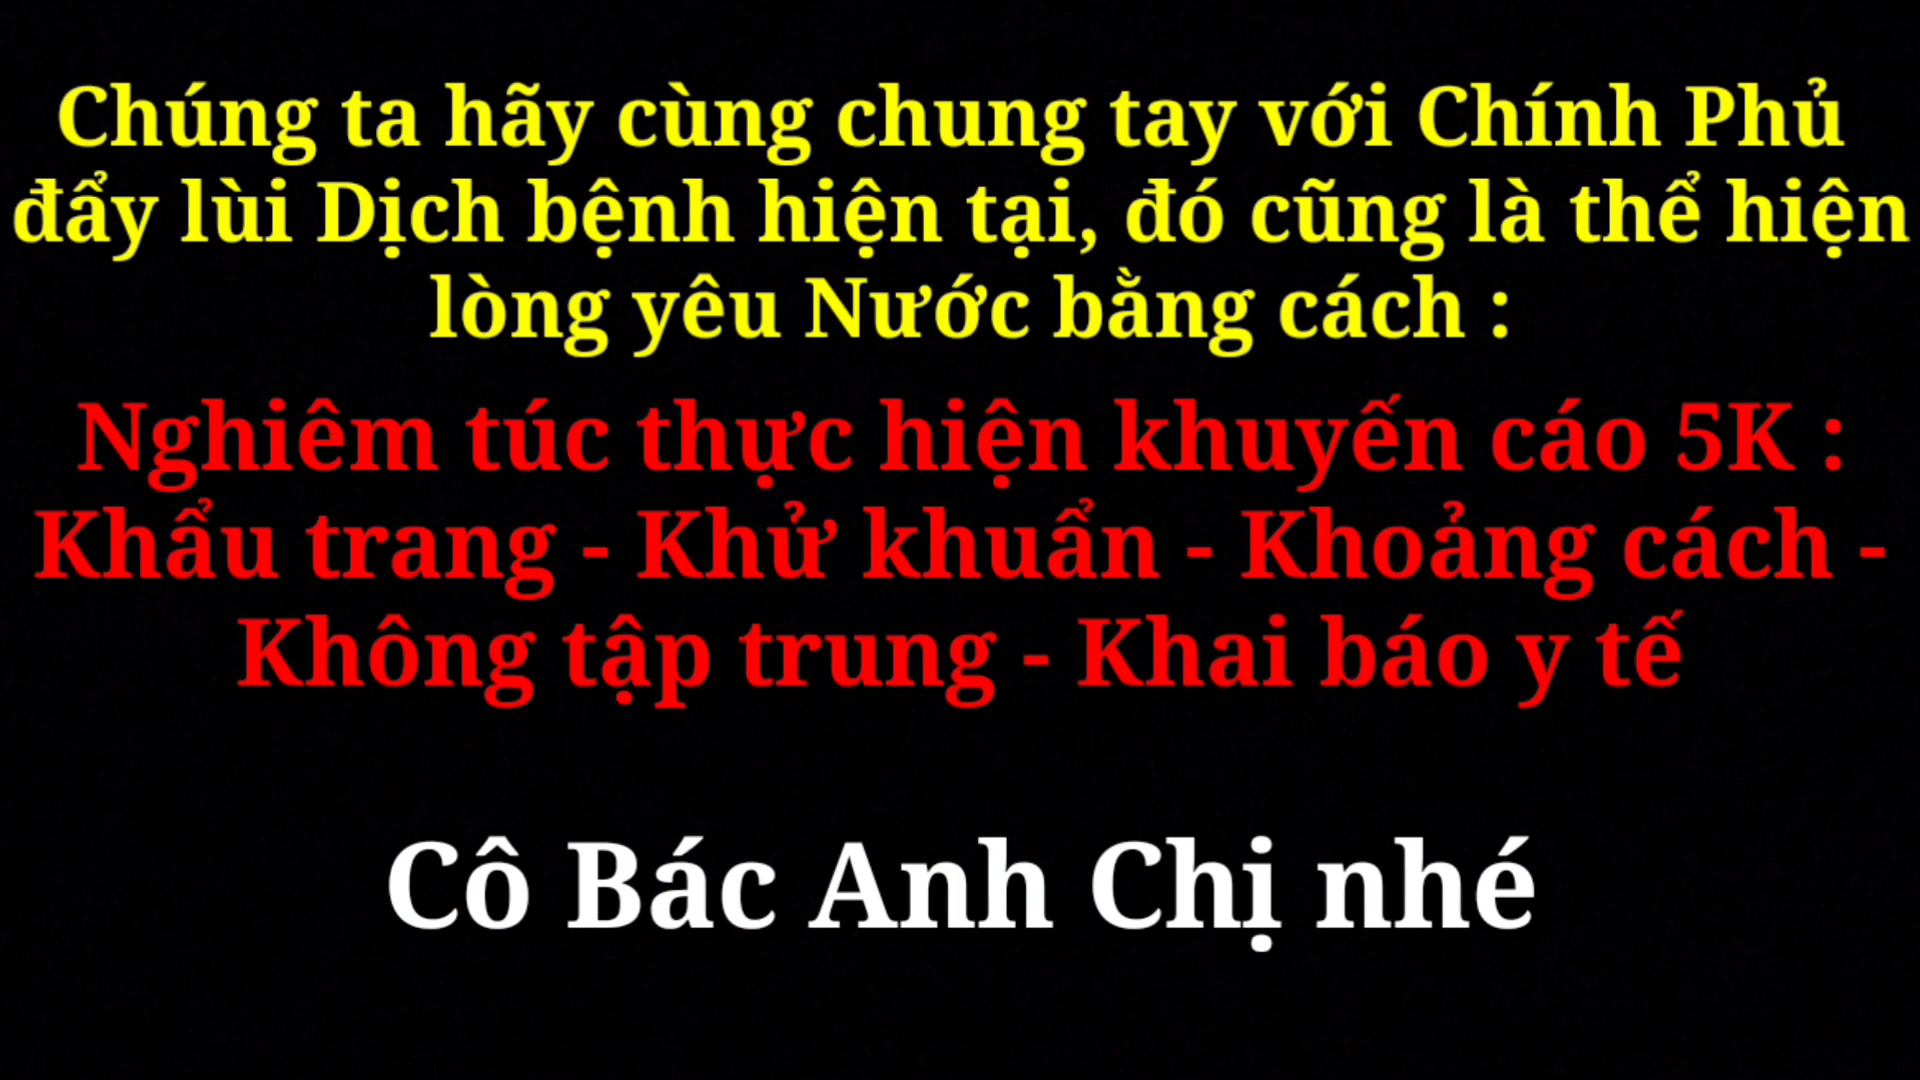 Chúng ta hãy cùng chung tay với Chính Phủ
đẩy lùi Dịch bệnh hiện tại, đó cũng là thể hiện
lòng yêu Nước bằng cách :
Nghiêm túc thực hiện khuyến cáo 5K :
Khẩu trang - Khử khuẩn - Khoảng cách -
Không tập trung - Khai báo y tế
Cô Bác Anh Chị nhé